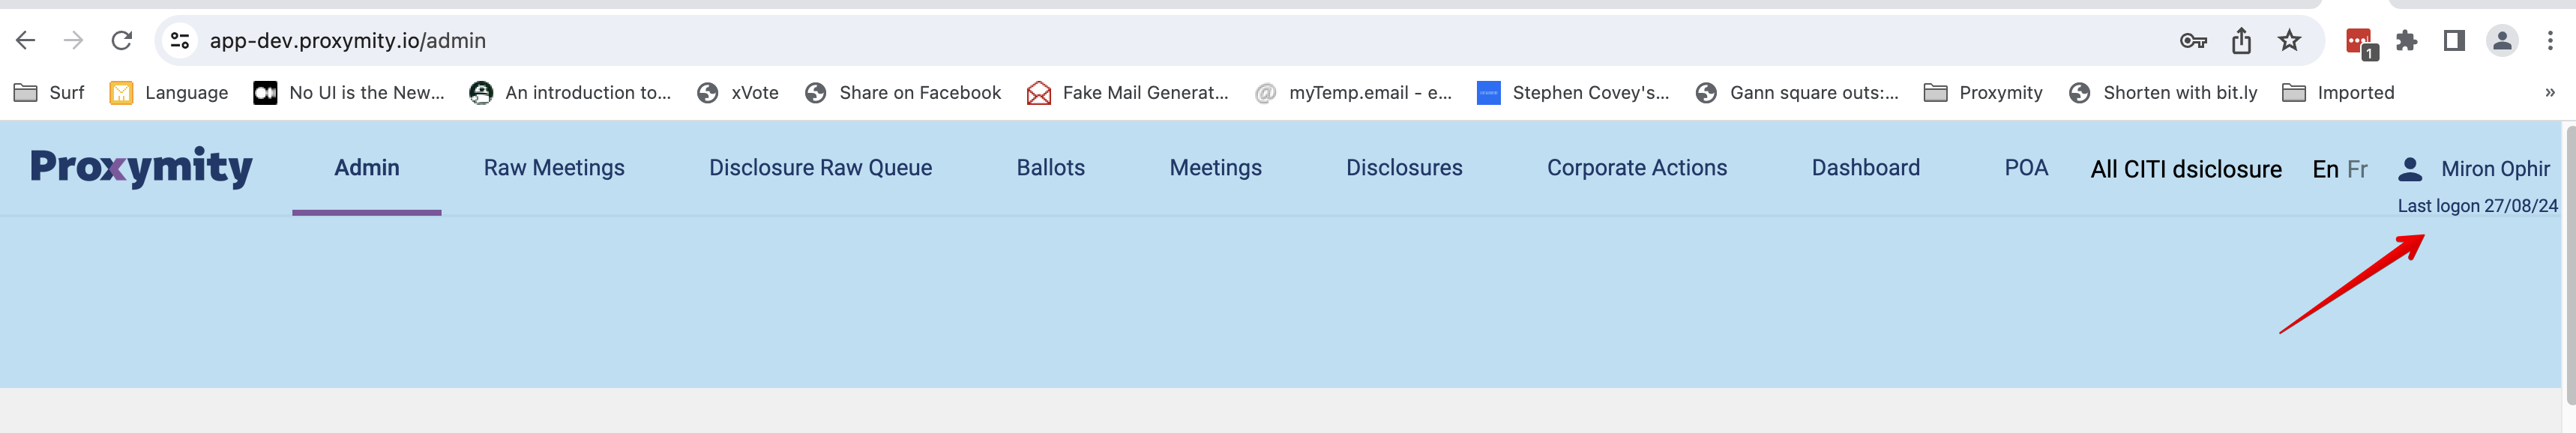 app-dev.proxymity.io/admin
1
Surf Language No UI is the New... An introduction to... xVote Share on Facebook Fake Mail Generat... myTemp.email - e... Stephen Covey's... Gann square outs:... Proxymity Shorten with bit.ly Imported »
Proxymity Admin Raw Meetings Disclosure Raw Queue Ballots Meetings Disclosures Corporate Actions Dashboard POA All CITI dsiclosure En Fr Miron Ophir
Last logon 27/08/24